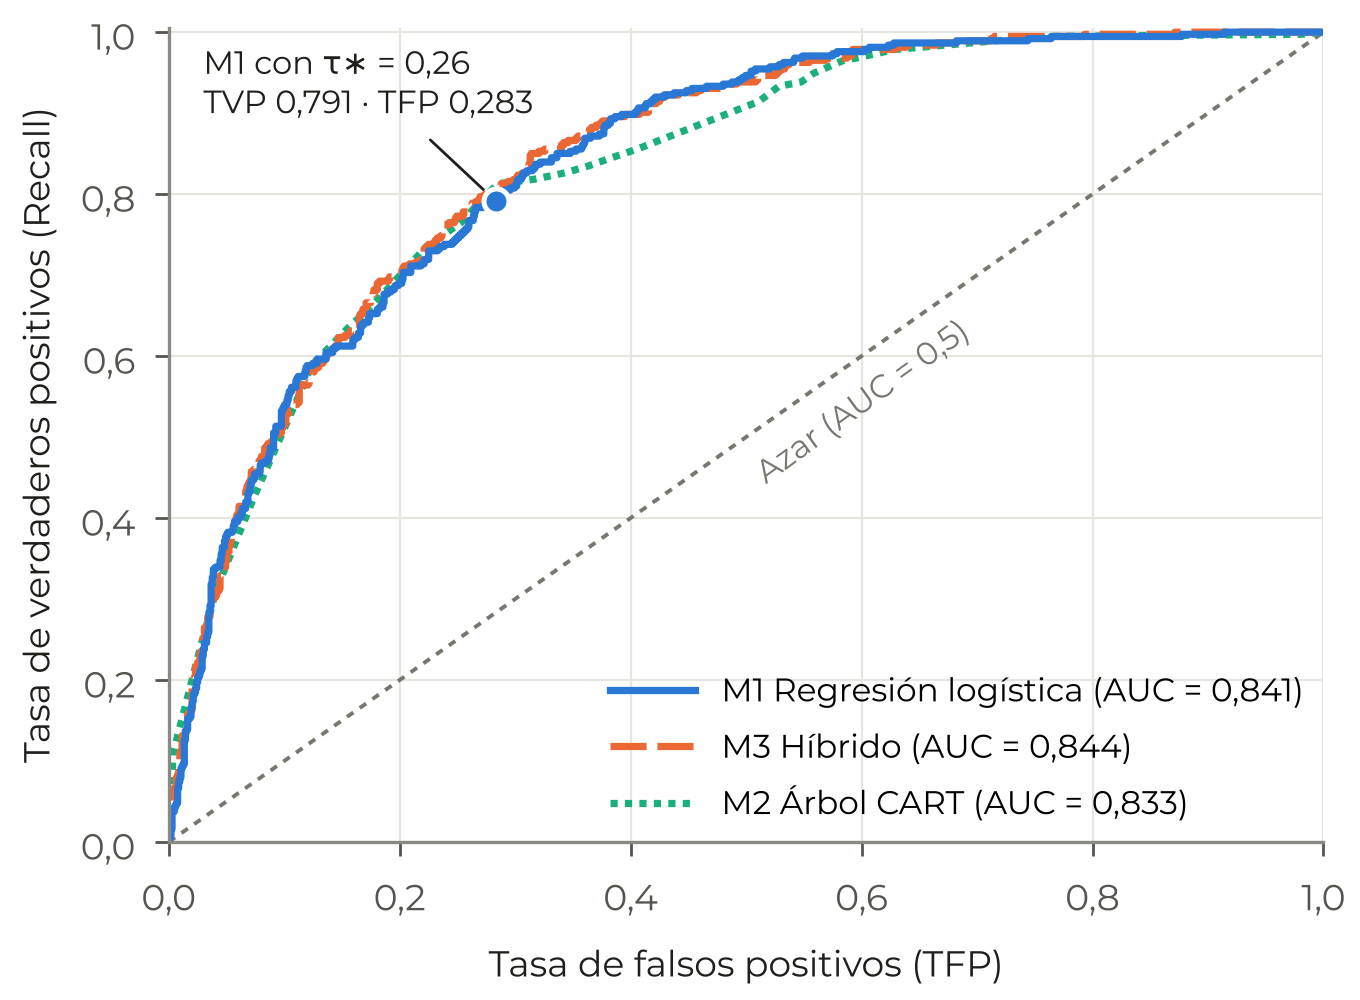 M1 con τ∗ = 0,26
TVP 0,791 · TFP 0,283
Tasa de verdaderos positivos (Recall)
1,0
0,8
0,6
0,4
0,2
0,0
Azar (AUC = 0,5)
M1 Regresión logística (AUC = 0,841)
M3 Híbrido (AUC = 0,844)
M2 Árbol CART (AUC = 0,833)
0,0 0,2 0,4 0,6 0,8 1,0
Tasa de falsos positivos (TFP)